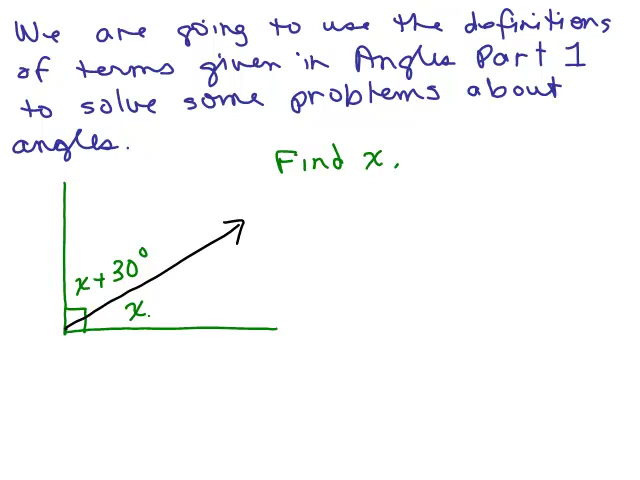 We are going to use the definitions
of terms given in Angles Part 1
to solve some problems about
angles.
Find x.
x+30°
x.